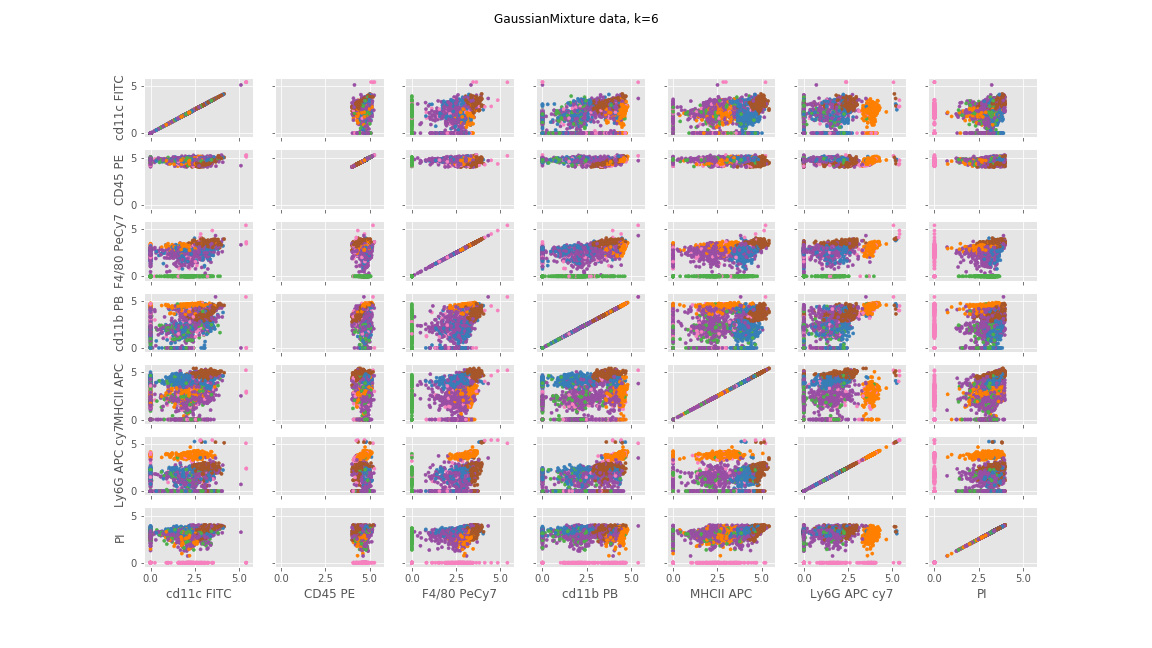 GaussianMixture data, k=6
cd11c FITC
5
0
CD45 PE
5
0
F4/80 PeCy7
5
0
cd11b PB
5
0
MHCII APC
5
0
Ly6G APC cy7
5
0
PI
5
0
0.0 2.5 5.0 0.0 2.5 5.0 0.0 2.5 5.0 0.0 2.5 5.0 0.0 2.5 5.0 0.0 2.5 5.0 0.0 2.5 5.0
cd11c FITC CD45 PE F4/80 PeCy7 cd11b PB MHCII APC Ly6G APC cy7 PI